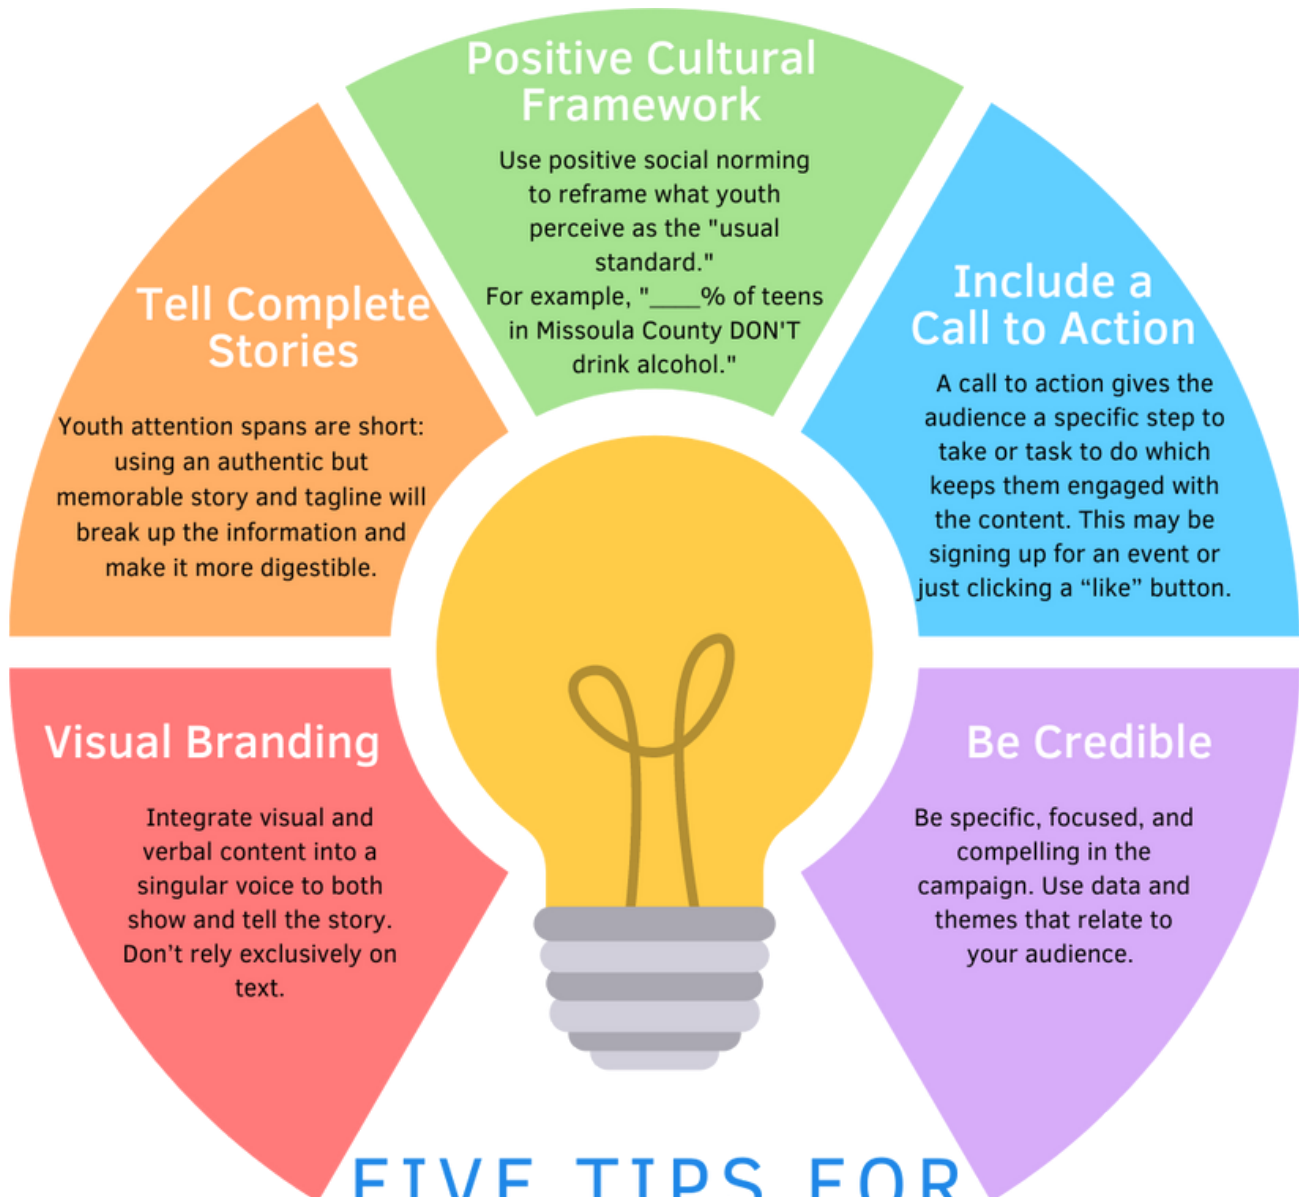 Positive Cultural
Framework
Use positive social norming
to reframe what youth
perceive as the "usual
standard."
For example, "____% of teens
in Missoula County DON'T
drink alcohol."
Tell Complete
Stories
Youth attention spans are short:
using an authentic but
memorable story and tagline will
break up the information and
make it more digestible.
Include a
Call to Action
A call to action gives the
audience a specific step to
take or task to do which
keeps them engaged with
the content. This may be
signing up for an event or
just clicking a “like” button.
Visual Branding
Integrate visual and
verbal content into a
singular voice to both
show and tell the story.
Don’t rely exclusively on
text.
Be Credible
Be specific, focused, and
compelling in the
campaign. Use data and
themes that relate to
your audience.
FIVE TIPS FOR